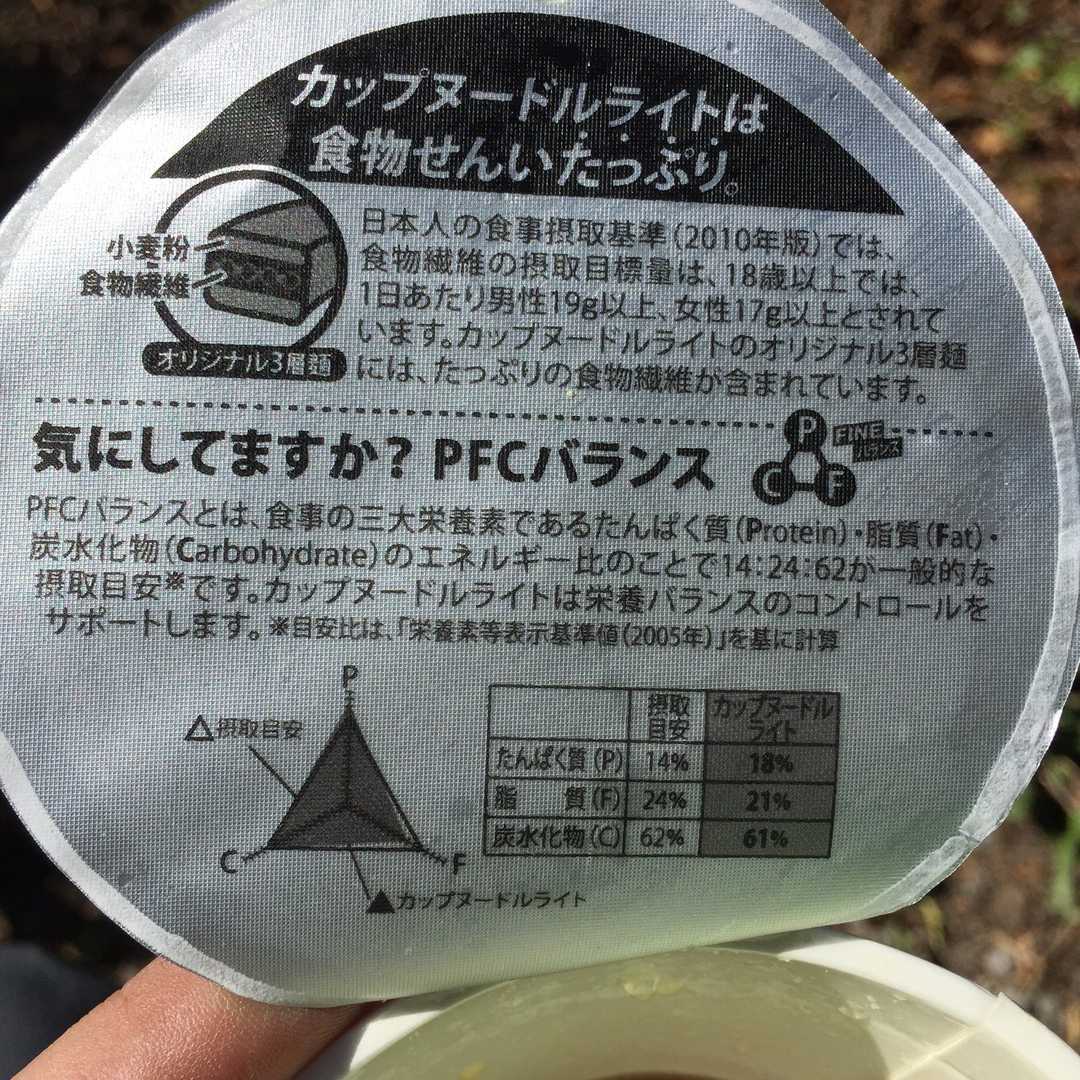 カップヌードルライトは
食物せんいたっぷり。
小麦粉
食物繊維
オリジナル3層麺
日本人の食事摂取基準(2010年版)では、
食物繊維の摂取目標量は、18歳以上では、
1日あたり男性19g以上、女性17g以上とされて
います。カップヌードルライトのオリジナル3層麺
には、たっぷりの食物繊維が含まれています。
気にしてますか? PFCバランス
P
C F
FINE
バランス
PFCバランスとは、食事の三大栄養素であるたんぱく質(Protein)・脂質(Fat)・
炭水化物(Carbohydrate)のエネルギー比のことで14:24:62が一般的な
摂取目安※です。カップヌードルライトは栄養バランスのコントロールを
サポートします。※目安比は、「栄養素等表示基準値(2005年)」を基に計算
P
△摂取目安
C F
▲カップヌードルライト
摂取目安 カップヌードルライト
たんぱく質(P) 14% 18%
脂質(F) 24% 21%
炭水化物(C) 62% 61%